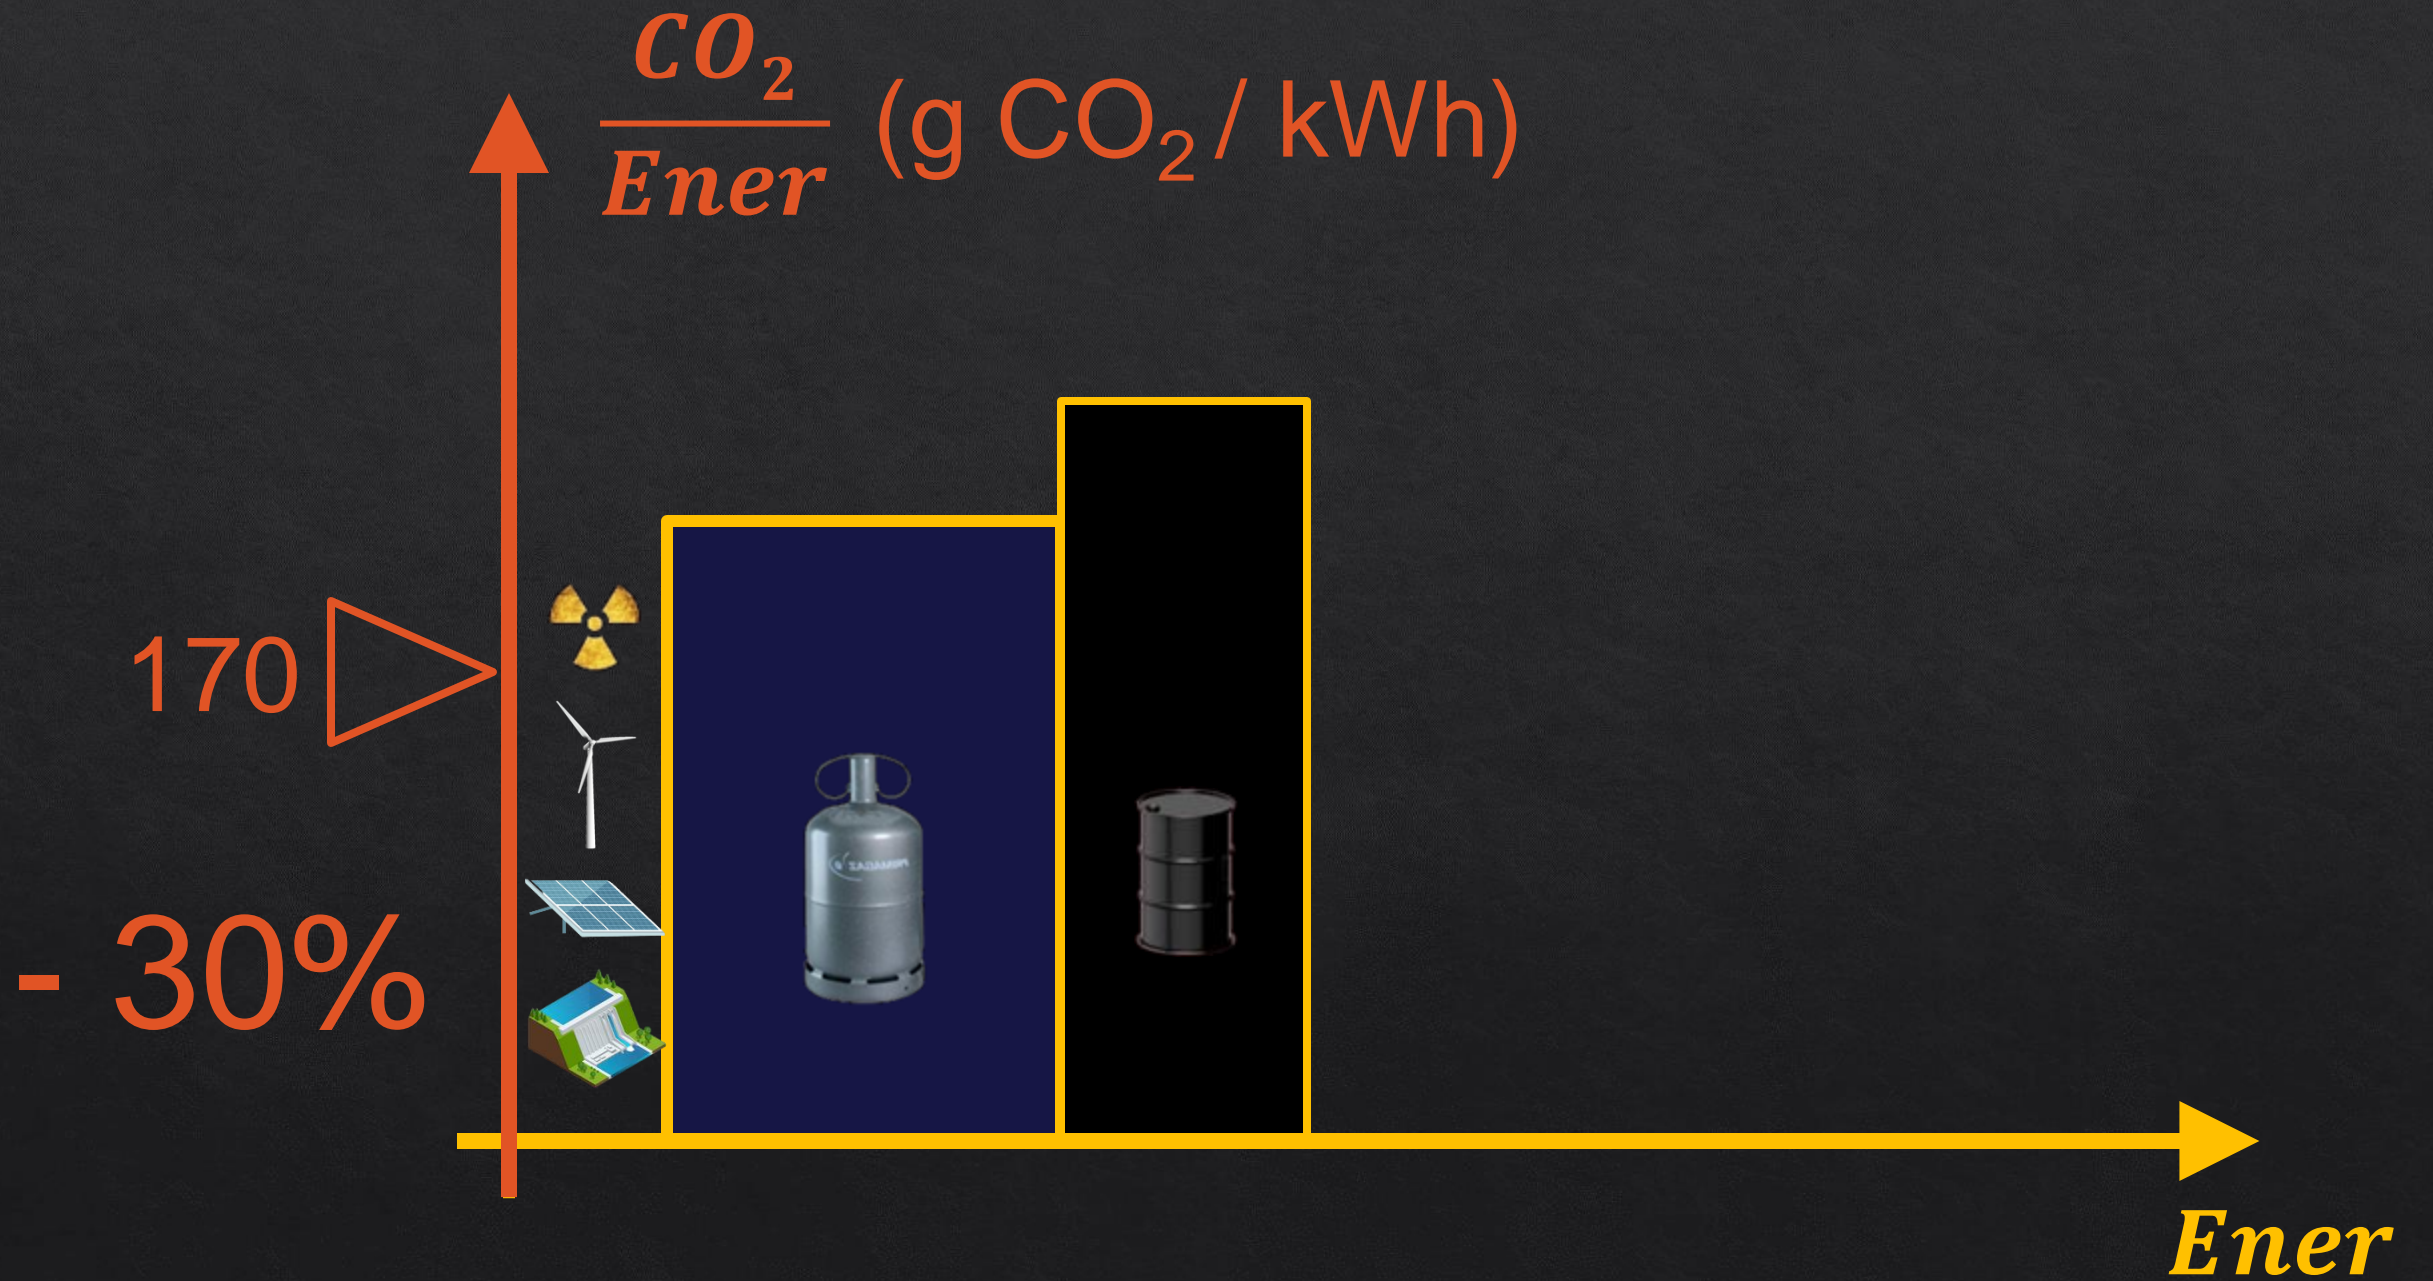 CO₂
Ener
(g CO₂ / kWh)
170
- 30%
Ener